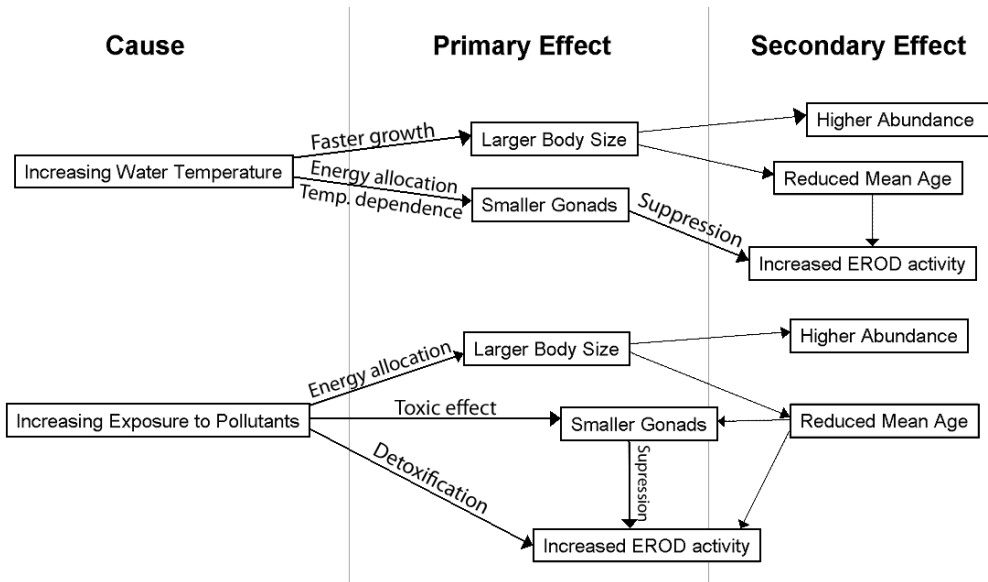 Cause
Primary Effect
Secondary Effect
Faster growth
Larger Body Size
Higher Abundance
Increasing Water Temperature
Energy allocation
Temp. dependence
Smaller Gonads
Suppression
Reduced Mean Age
Increased EROD activity
Energy allocation
Larger Body Size
Higher Abundance
Increasing Exposure to Pollutants
Toxic effect
Smaller Gonads
Reduced Mean Age
Detoxification
Supression
Increased EROD activity